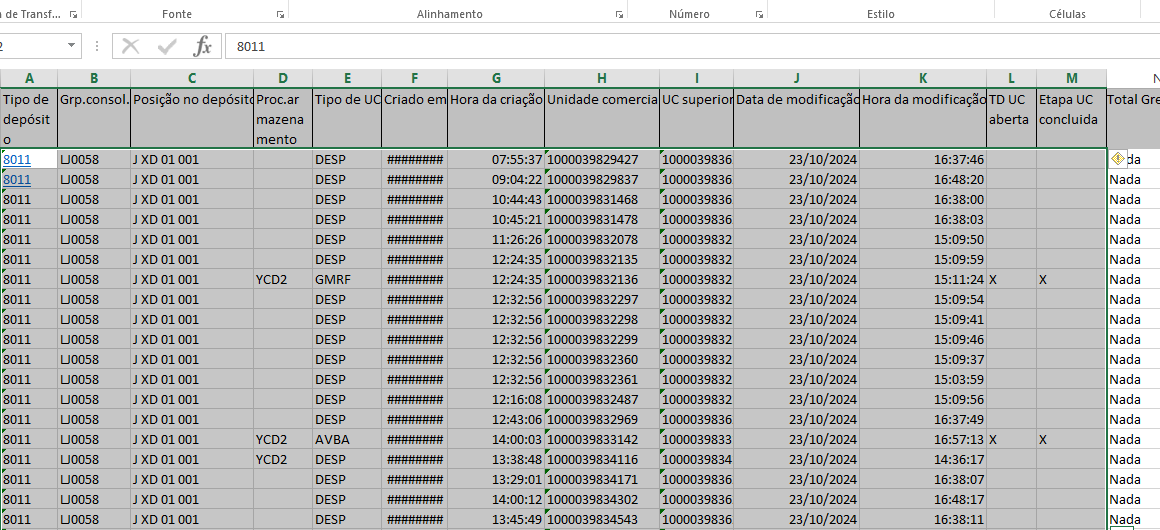 a de Transf... Fonte Alinhamento Número Estilo Células
2 fx 8011
A B C D E F G H I J K L M N
Tipo de depósito Grp.consol. Posição no depósito Proc.armazenamento Tipo de UC Criado em Hora da criação Unidade comercia UC superior Data de modificação Hora da modificação TD UC aberta Etapa UC concluida Total Gre
8011 LJ0058 J XD 01 001 DESP ######## 07:55:37 1000039829427 1000039836 23/10/2024 16:37:46 da
8011 LJ0058 J XD 01 001 DESP ######## 09:04:22 1000039829837 1000039836 23/10/2024 16:48:20 Nada
8011 LJ0058 J XD 01 001 DESP ######## 10:44:43 1000039831468 1000039836 23/10/2024 16:38:00 Nada
8011 LJ0058 J XD 01 001 DESP ######## 10:45:21 1000039831478 1000039836 23/10/2024 16:38:03 Nada
8011 LJ0058 J XD 01 001 DESP ######## 11:26:26 1000039832078 1000039832 23/10/2024 15:09:50 Nada
8011 LJ0058 J XD 01 001 DESP ######## 12:24:35 1000039832135 1000039832 23/10/2024 15:09:59 Nada
8011 LJ0058 J XD 01 001 YCD2 GMRF ######## 12:24:35 1000039832136 1000039832 23/10/2024 15:11:24 X X Nada
8011 LJ0058 J XD 01 001 DESP ######## 12:32:56 1000039832297 1000039832 23/10/2024 15:09:54 Nada
8011 LJ0058 J XD 01 001 DESP ######## 12:32:56 1000039832298 1000039832 23/10/2024 15:09:41 Nada
8011 LJ0058 J XD 01 001 DESP ######## 12:32:56 1000039832299 1000039832 23/10/2024 15:09:46 Nada
8011 LJ0058 J XD 01 001 DESP ######## 12:32:56 1000039832360 1000039832 23/10/2024 15:09:37 Nada
8011 LJ0058 J XD 01 001 DESP ######## 12:32:56 1000039832361 1000039832 23/10/2024 15:03:59 Nada
8011 LJ0058 J XD 01 001 DESP ######## 12:16:08 1000039832487 1000039832 23/10/2024 15:09:56 Nada
8011 LJ0058 J XD 01 001 DESP ######## 12:43:06 1000039832969 1000039836 23/10/2024 16:37:49 Nada
8011 LJ0058 J XD 01 001 YCD2 AVBA ######## 14:00:03 1000039833142 1000039833 23/10/2024 16:57:13 X X Nada
8011 LJ0058 J XD 01 001 YCD2 DESP ######## 13:38:48 1000039834116 1000039834 23/10/2024 14:36:17 Nada
8011 LJ0058 J XD 01 001 DESP ######## 13:29:01 1000039834171 1000039836 23/10/2024 16:38:07 Nada
8011 LJ0058 J XD 01 001 DESP ######## 14:00:12 1000039834302 1000039836 23/10/2024 16:48:17 Nada
8011 LJ0058 J XD 01 001 DESP ######## 13:45:49 1000039834543 1000039836 23/10/2024 16:38:11 Nada